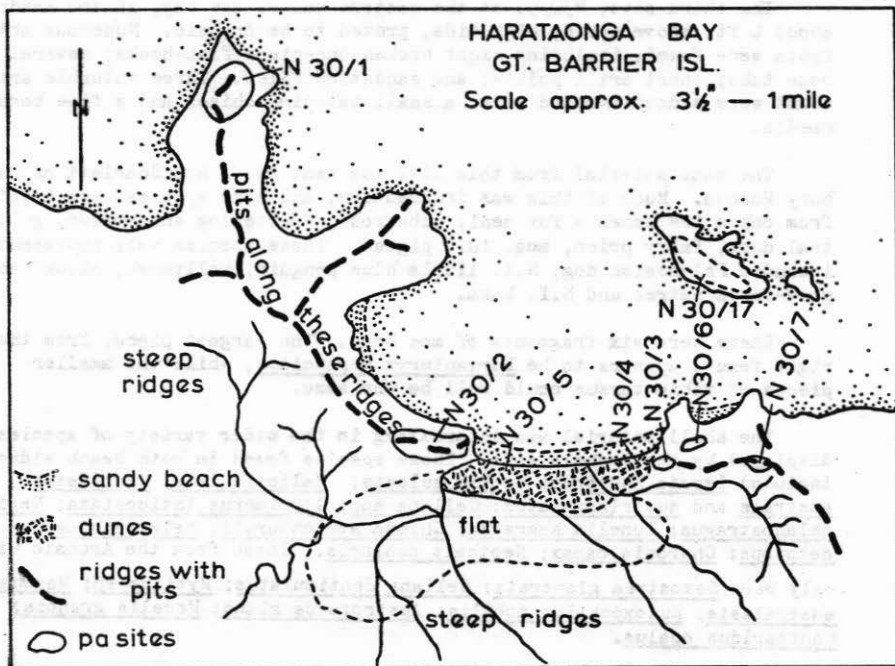 HARATAONGA BAY
GT. BARRIER ISL.
Scale approx. 3½" — 1 mile
N 30/1
N
pits along these ridges
N 30/17
N 30/2
N 30/5
N 30/4
N 30/3
N 30/6
N 30/7
steep
ridges
sandy beach
dunes
ridges with
pits
pa sites
flat
steep ridges